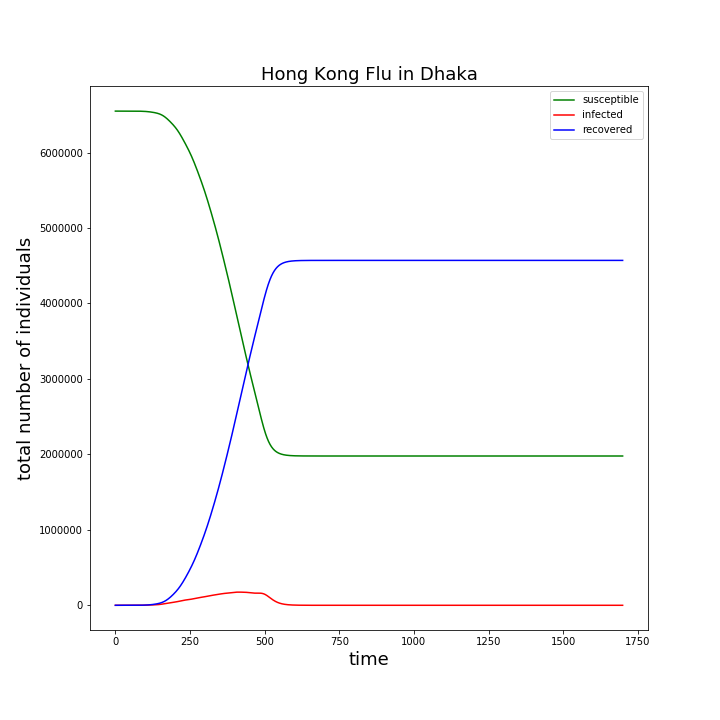 Hong Kong Flu in Dhaka
susceptible
infected
recovered
total number of individuals
6000000
5000000
4000000
3000000
2000000
1000000
0
0 250 500 750 1000 1250 1500 1750
time